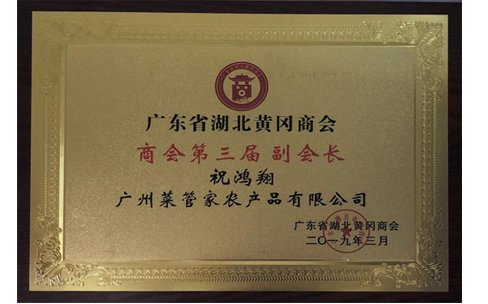 广东省湖北黄冈商会
商会第三届副会长
祝鸿翔
广州菜管家农产品有限公司
广东省湖北黄冈商会
二〇一九年三月